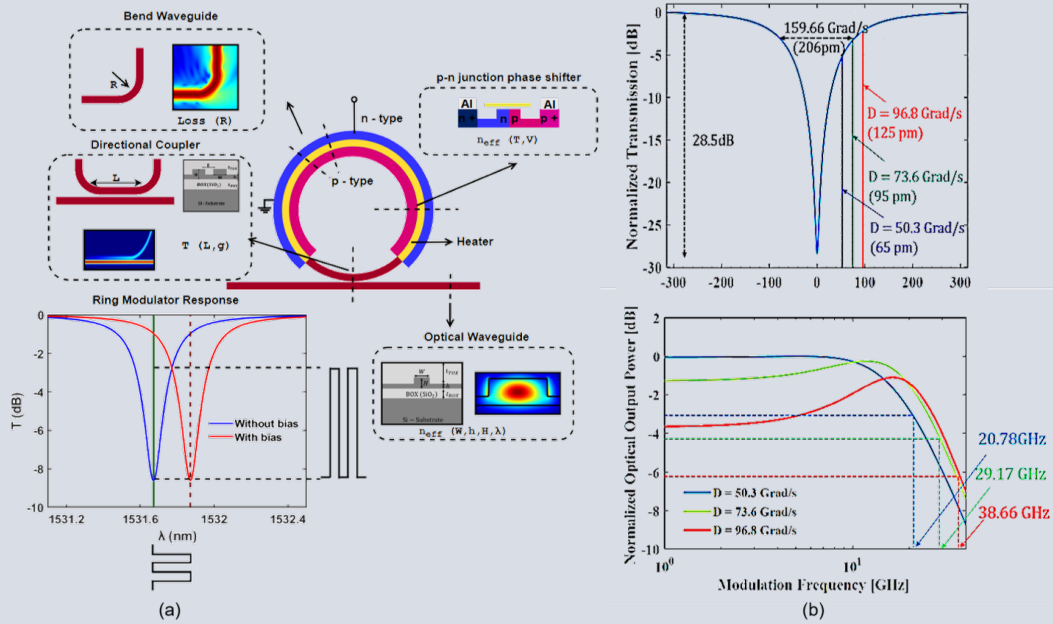 Bend Waveguide
R
Loss (R)
Directional Coupler
L
BOX(SiO₂)
T (L,g)
n - type
p - type
p-n junction phase shifter
Al
Al
n +
n
p
p +
n_eff (T,V)
Heater
Optical Waveguide
W
H
h
BOX (SiO₂)
Si - Substrate
n_eff (W,h,H,λ)
Ring Modulator Response
0
-2
-4
-6
-8
-10
T (dB)
Without bias
With bias
1531.2
1531.6
1532
1532.4
λ (nm)
(a)
Normalized Transmission [dB]
0
-5
-10
-15
-20
-25
-30
159.66 Grad/s
(206pm)
28.5dB
D = 96.8 Grad/s
(125 pm)
D = 73.6 Grad/s
(95 pm)
D = 50.3 Grad/s
(65 pm)
-300
-200
-100
0
100
200
300
Normalized Optical Output Power [dB]
2
0
-2
-4
-6
-8
-10
D = 50.3 Grad/s
D = 73.6 Grad/s
D = 96.8 Grad/s
20.78GHz
29.17 GHz
38.66 GHz
10⁰
10¹
Modulation Frequency [GHz]
(b)